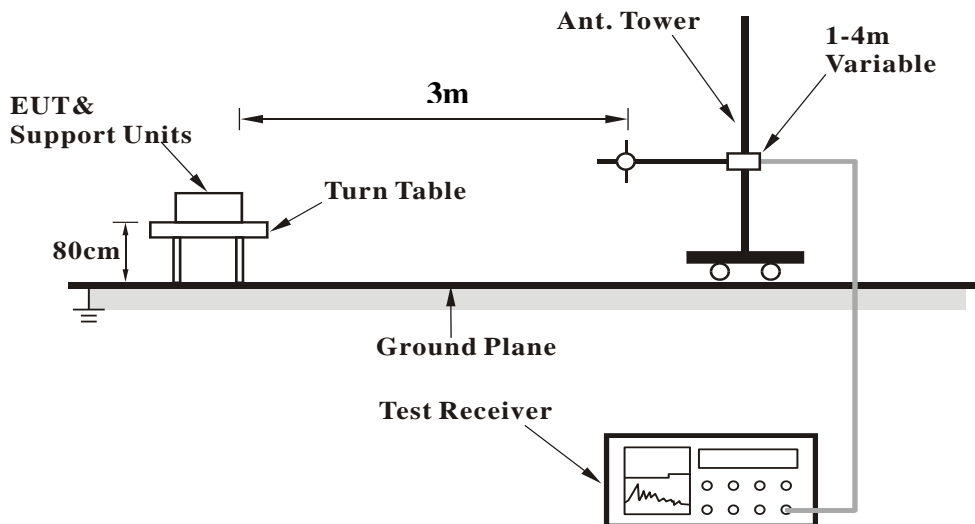 Ant. Tower
1-4m
Variable
3m
EUT&
Support Units
Turn Table
80cm
Ground Plane
Test Receiver